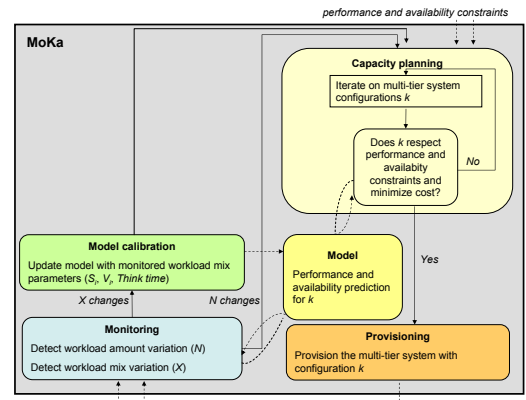 performance and availability constraints
MoKa
Capacity planning
Iterate on multi-tier system
configurations k
Does k respect
performance and
availabity
constraints and
minimize cost?
No
Yes
Model calibration
Update model with monitored workload mix
parameters (Si, Vi, Think time)
Model
Performance and
availability prediction
for k
X changes
N changes
Monitoring
Detect workload amount variation (N)
Detect workload mix variation (X)
Provisioning
Provision the multi-tier system with
configuration k